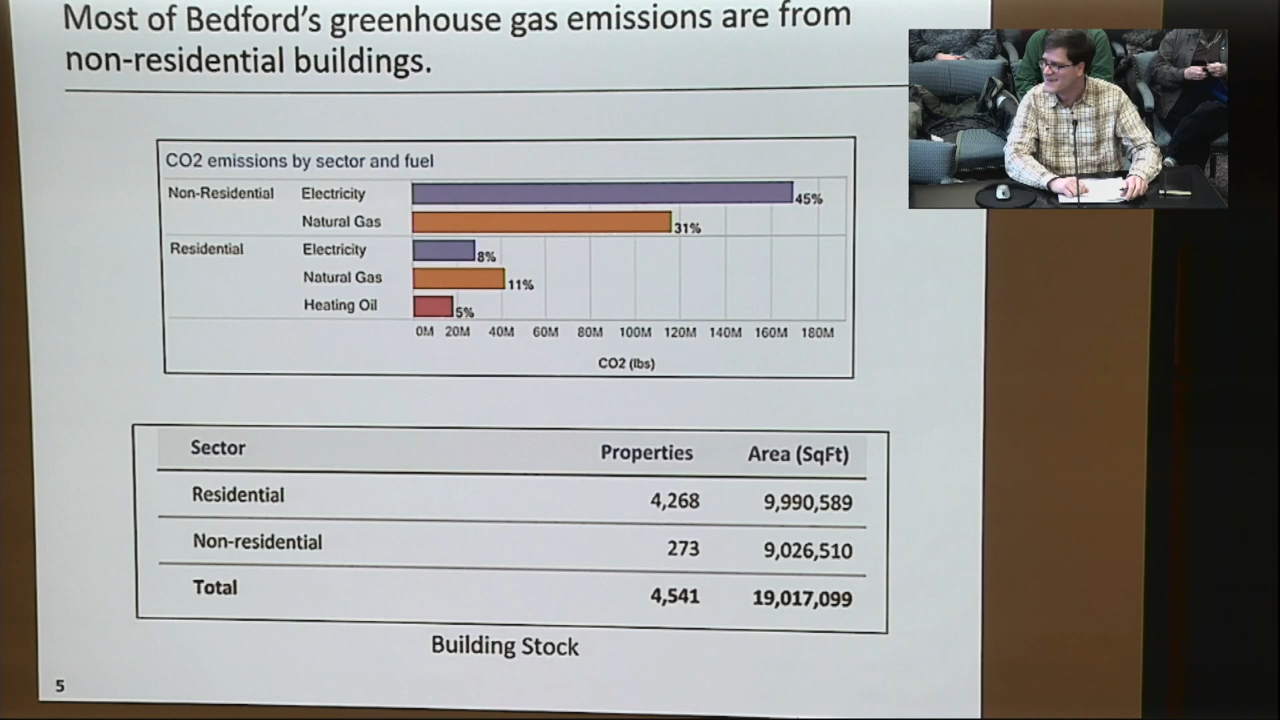 Most of Bedford's greenhouse gas emissions are from
non-residential buildings.
CO2 emissions by sector and fuel
Non-Residential Electricity 45%
Natural Gas 31%
Residential Electricity 8%
Natural Gas 11%
Heating Oil 5%
0M 20M 40M 60M 80M 100M 120M 140M 160M 180M
CO2 (lbs)
Sector Properties Area (SqFt)
Residential 4,268 9,990,589
Non-residential 273 9,026,510
Total 4,541 19,017,099
Building Stock
5